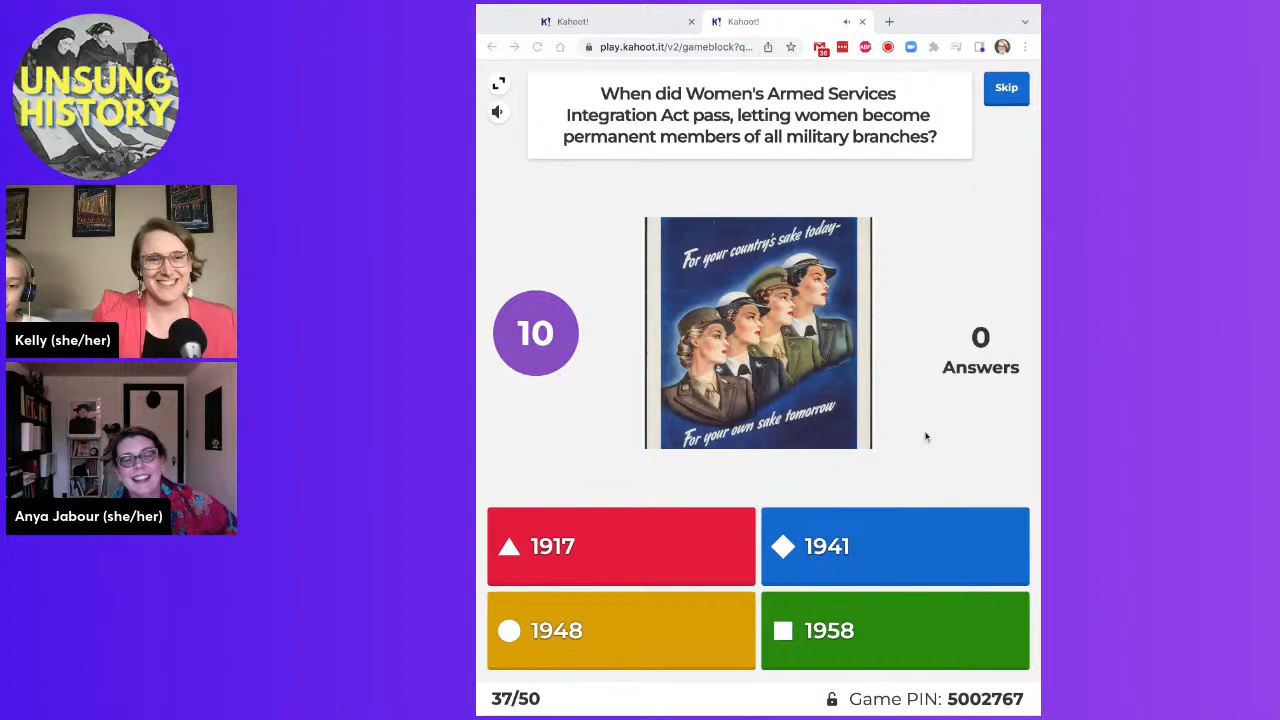 UNSUNG
HISTORY
Kelly (she/her)
Anya Jabour (she/her)
K! Kahoot!
K! Kahoot!
play.kahoot.it/v2/gameblock?q...
36
ABP
When did Women's Armed Services
Integration Act pass, letting women become
permanent members of all military branches?
Skip
For your country's sake today-
For your own sake tomorrow
10
0
Answers
1917
1941
1948
1958
37/50
Game PIN: 5002767